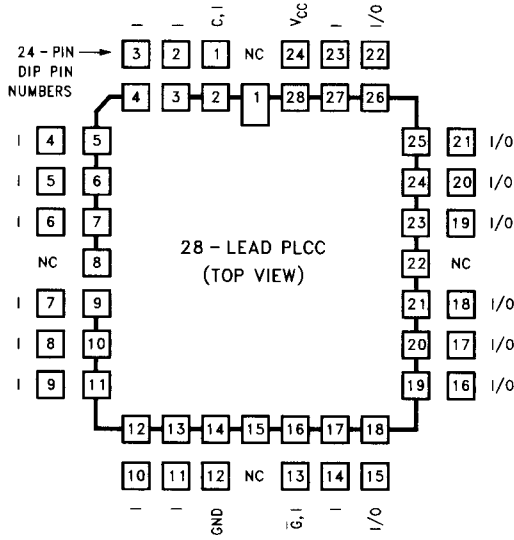 I I C, I VCC I I/O
24-PIN 3 2 1 NC 24 23 22
DIP PIN
NUMBERS 4 3 2 1 28 27 26
I 4 5 25 21 I/O
I 5 6 24 20 I/O
I 6 7 23 19 I/O
28-LEAD PLCC
NC 8 22 NC
(TOP VIEW)
I 7 9 21 18 I/O
I 8 10 20 17 I/O
I 9 11 19 16 I/O
12 13 14 15 16 17 18
10 11 12 NC 13 14 15
I I GND G̅, I I I/O